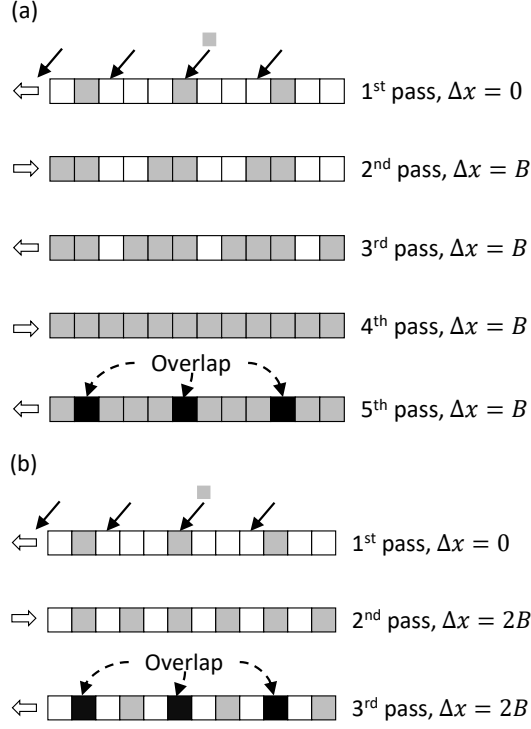 (a)
1st pass, Δx = 0
2nd pass, Δx = B
3rd pass, Δx = B
4th pass, Δx = B
Overlap
5th pass, Δx = B
(b)
1st pass, Δx = 0
2nd pass, Δx = 2B
Overlap
3rd pass, Δx = 2B